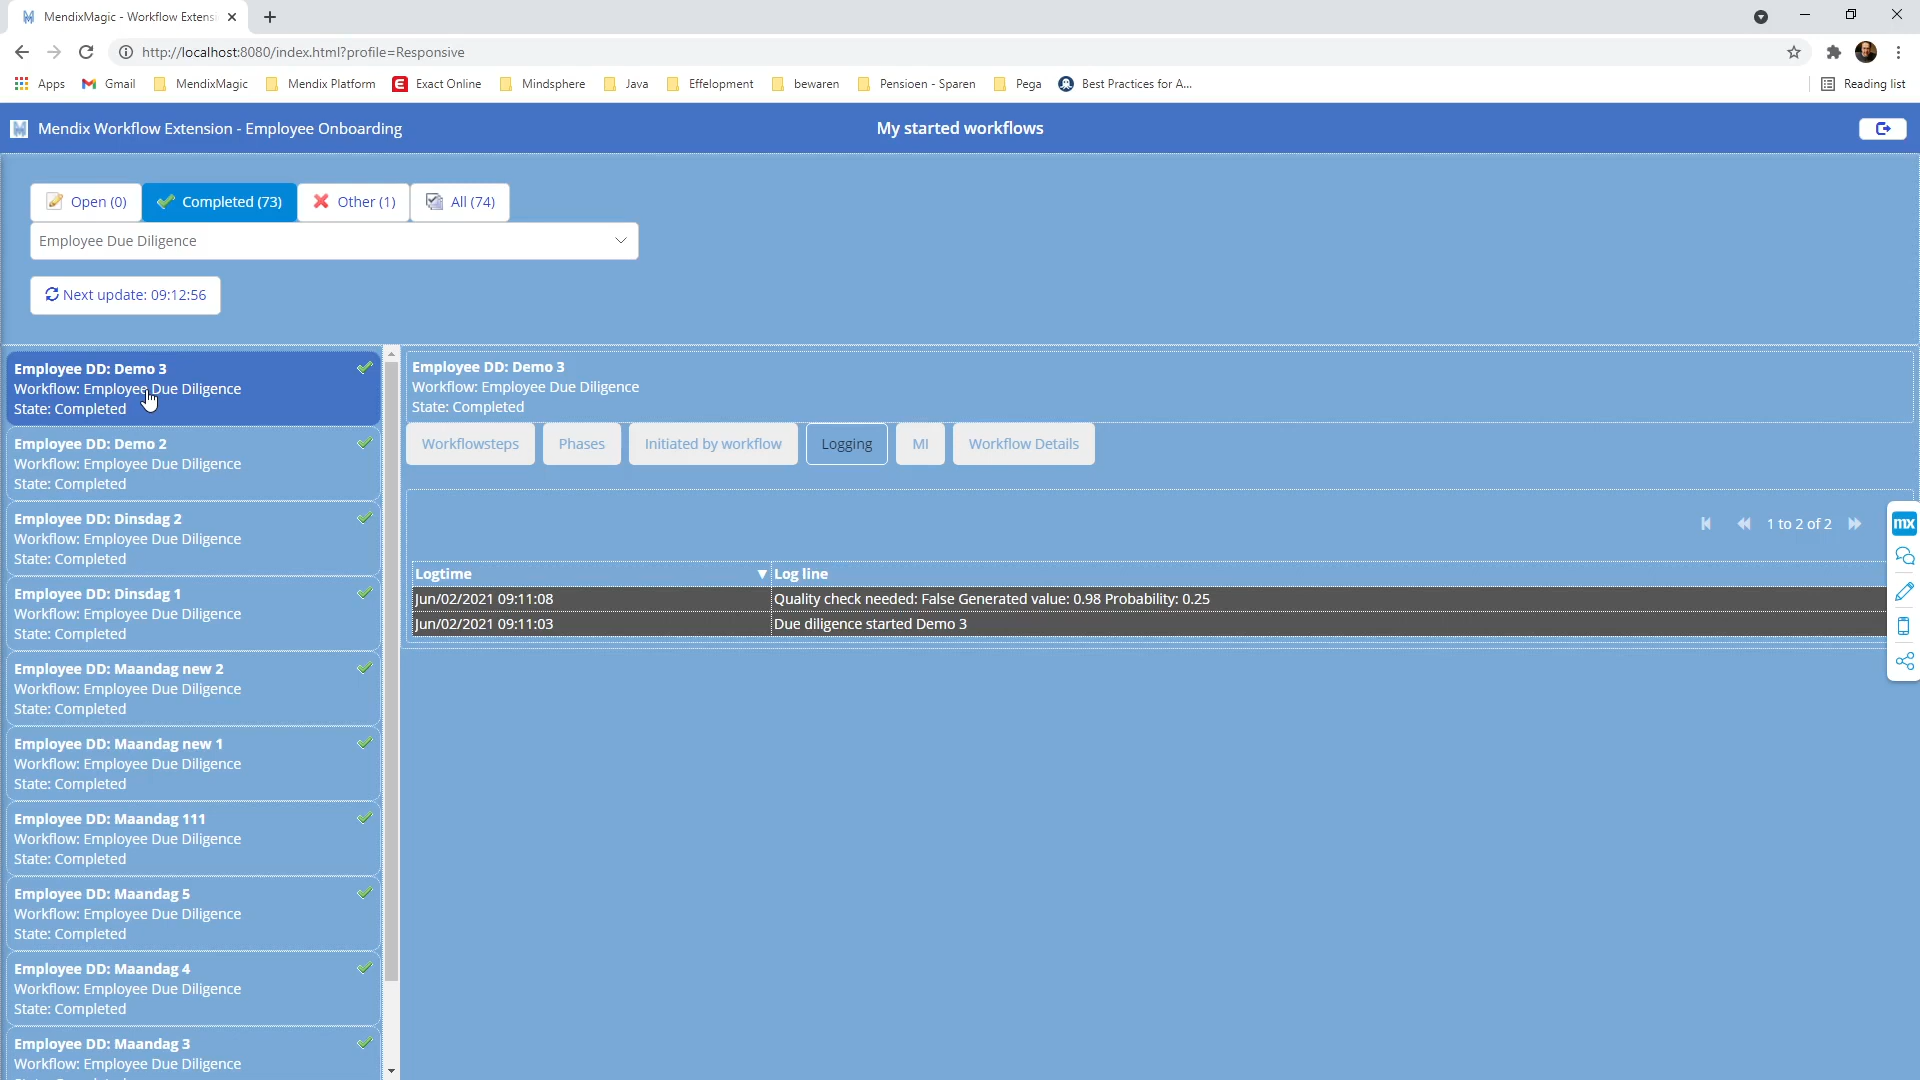 MendixMagic - Workflow Extens
http://localhost:8080/index.html?profile=Responsive
Apps Gmail MendixMagic Mendix Platform Exact Online Mindsphere Java Effelopment bewaren Pensioen - Sparen Pega Best Practices for A... Reading list
Mendix Workflow Extension - Employee Onboarding
My started workflows
Open (0) Completed (73) Other (1) All (74)
Employee Due Diligence
Next update: 09:12:56
Employee DD: Demo 3
Workflow: Employee Due Diligence
State: Completed
Employee DD: Demo 2
Workflow: Employee Due Diligence
State: Completed
Employee DD: Dinsdag 2
Workflow: Employee Due Diligence
State: Completed
Employee DD: Dinsdag 1
Workflow: Employee Due Diligence
State: Completed
Employee DD: Maandag new 2
Workflow: Employee Due Diligence
State: Completed
Employee DD: Maandag new 1
Workflow: Employee Due Diligence
State: Completed
Employee DD: Maandag 111
Workflow: Employee Due Diligence
State: Completed
Employee DD: Maandag 5
Workflow: Employee Due Diligence
State: Completed
Employee DD: Maandag 4
Workflow: Employee Due Diligence
State: Completed
Employee DD: Maandag 3
Workflow: Employee Due Diligence
Employee DD: Demo 3
Workflow: Employee Due Diligence
State: Completed
Workflowsteps Phases Initiated by workflow Logging MI Workflow Details
1 to 2 of 2
Logtime Log line
Jun/02/2021 09:11:08 Quality check needed: False Generated value: 0.98 Probability: 0.25
Jun/02/2021 09:11:03 Due diligence started Demo 3
mx